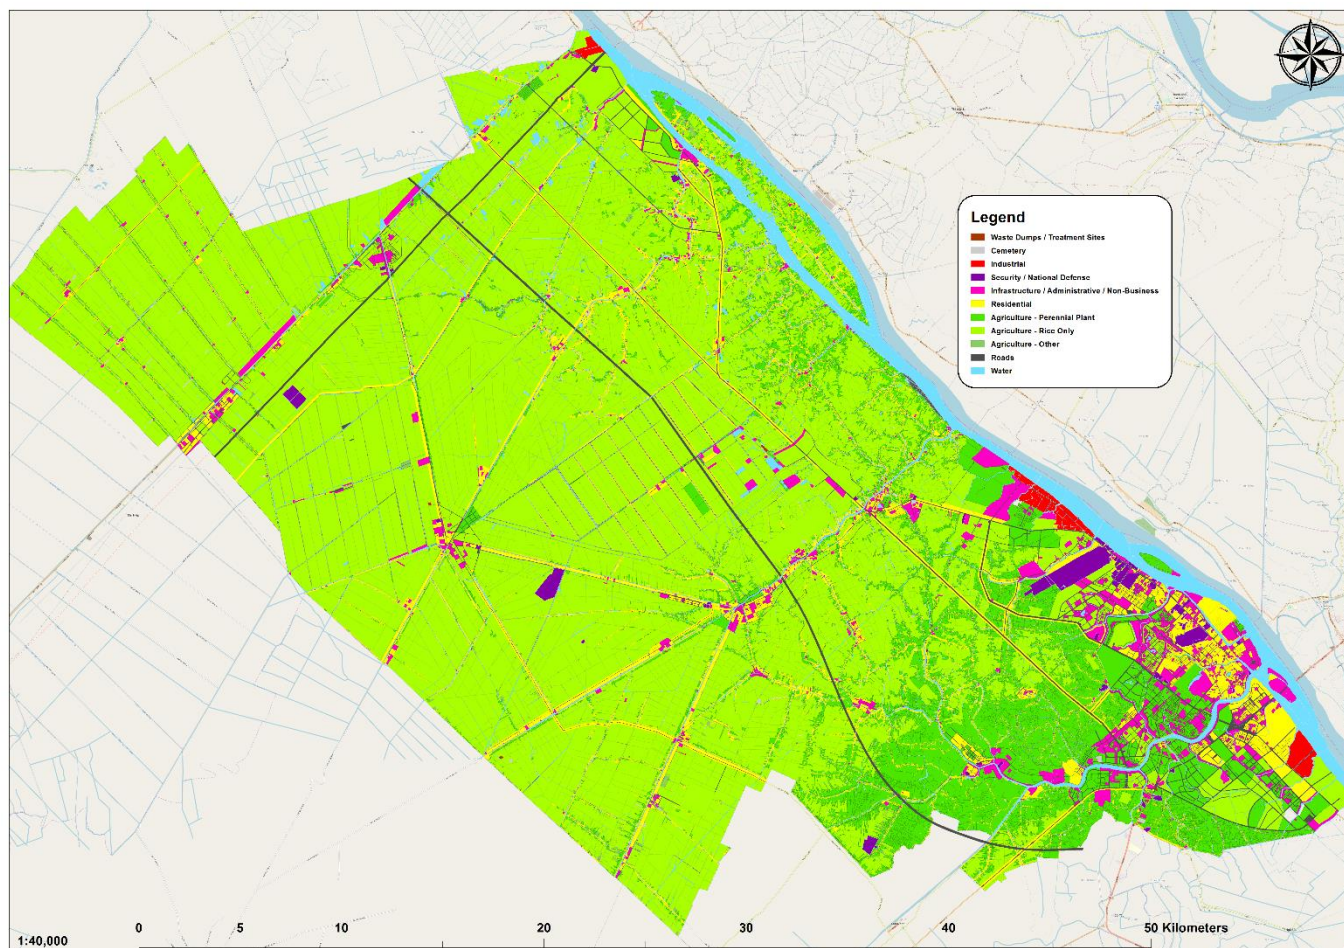 Legend
Waste Dumps / Treatment Sites
Cemetery
Industrial
Security / National Defense
Infrastructure / Administrative / Non-Business
Residential
Agriculture - Perennial Plant
Agriculture - Rice Only
Agriculture - Other
Roads
Water
0 5 10 20 30 40 50 Kilometers
1:40,000